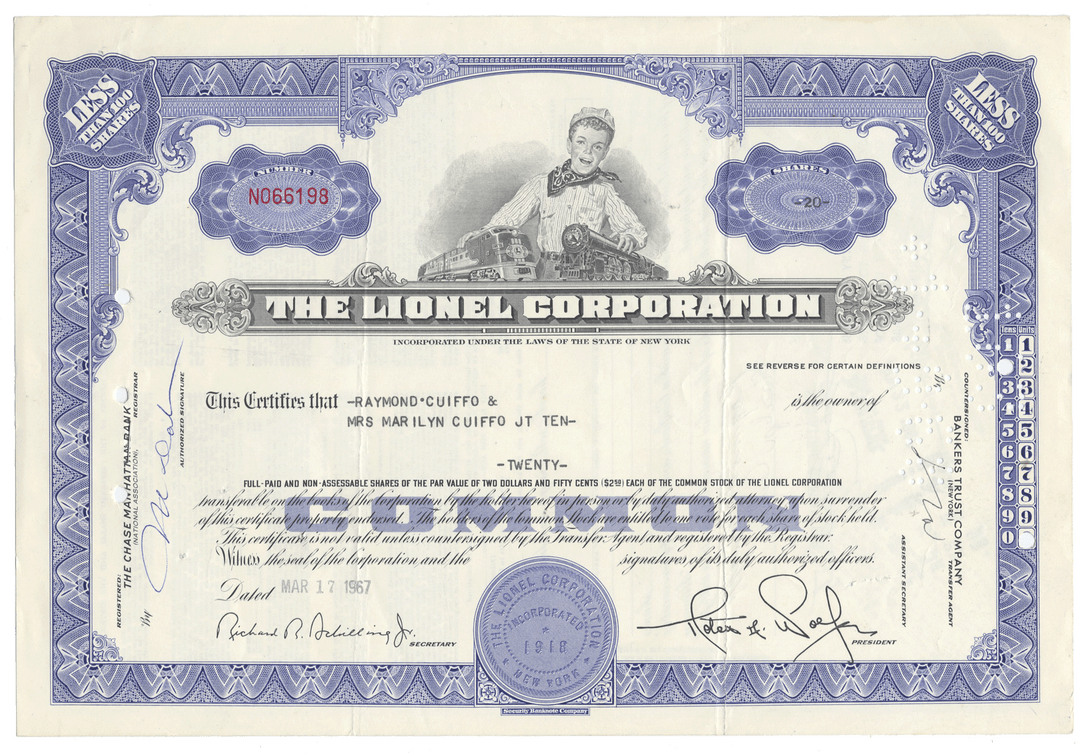 LESS
THAN 100
SHARES
LESS
THAN 100
SHARES
NUMBER
NO66198
SHARES
-20-
THE LIONEL CORPORATION
INCORPORATED UNDER THE LAWS OF THE STATE OF NEW YORK
SEE REVERSE FOR CERTAIN DEFINITIONS
This Certifies that -RAYMOND CUIFFO & is the owner of
MRS MARILYN CUIFFO JT TEN-
-TWENTY-
FULL-PAID AND NON-ASSESSABLE SHARES OF THE PAR VALUE OF TWO DOLLARS AND FIFTY CENTS ($2.50) EACH OF THE COMMON STOCK OF THE LIONEL CORPORATION
COMMON
transferable on the books of the Corporation by the holder hereof in person or by duly authorized attorney upon surrender
of this certificate properly endorsed. The holders of the Common Stock are entitled to one vote for each share of stock held.
This certificate is not valid unless countersigned by the Transfer Agent and registered by the Registrar.
Witness the seal of the Corporation and the signatures of its duly authorized officers.
Dated MAR 17 1967
Richard R. Schilling Jr.
SECRETARY
THE LIONEL CORPORATION
INCORPORATED
1918
NEW YORK
PRESIDENT
Security Banknote Company
REGISTERED:
THE CHASE MANHATTAN BANK
(NATIONAL ASSOCIATION),
REGISTRAR
By
AUTHORIZED SIGNATURE
COUNTERSIGNED:
BANKERS TRUST COMPANY
(NEW YORK)
TRANSFER AGENT
By
ASSISTANT SECRETARY
Tens Units
1 1
2
3 3
4 4
5 5
6 6
7 7
8 8
9 9
0